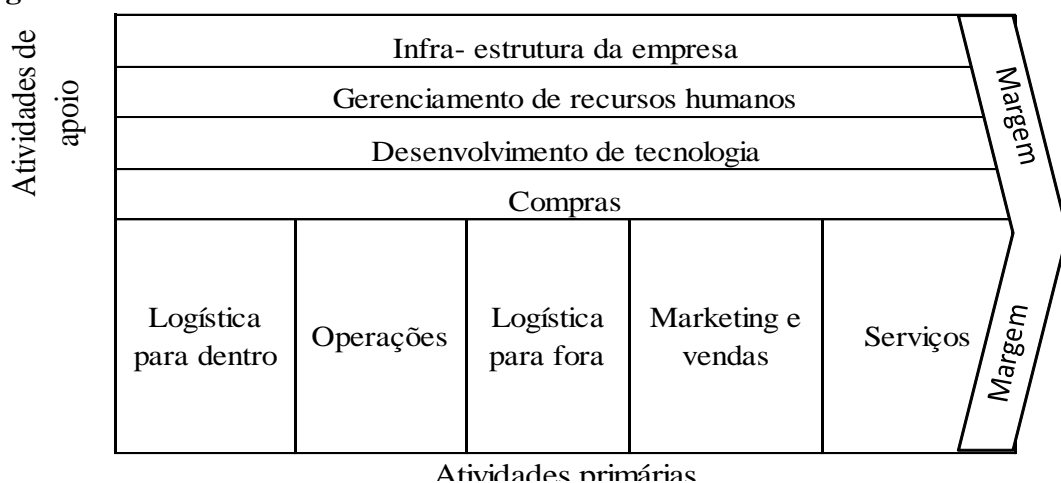 Atividades de
apoio
Infra- estrutura da empresa
Gerenciamento de recursos humanos
Desenvolvimento de tecnologia
Compras
Margem
Logística
para dentro
Operações
Logística
para fora
Marketing e
vendas
Serviços
Margem
Atividades primárias